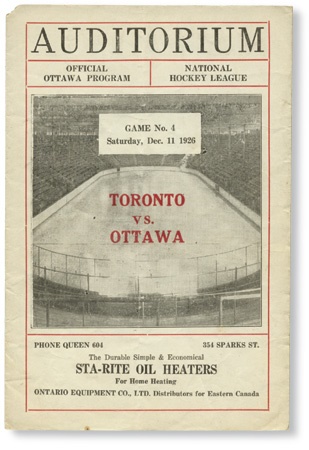 AUDITORIUM
OFFICIAL
OTTAWA PROGRAM
NATIONAL
HOCKEY LEAGUE
GAME No. 4
Saturday, Dec. 11 1926
TORONTO
VS.
OTTAWA
PHONE QUEEN 604 354 SPARKS ST.
The Durable Simple & Economical
STA-RITE OIL HEATERS
For Home Heating
ONTARIO EQUIPMENT CO., LTD. Distributors for Eastern Canada